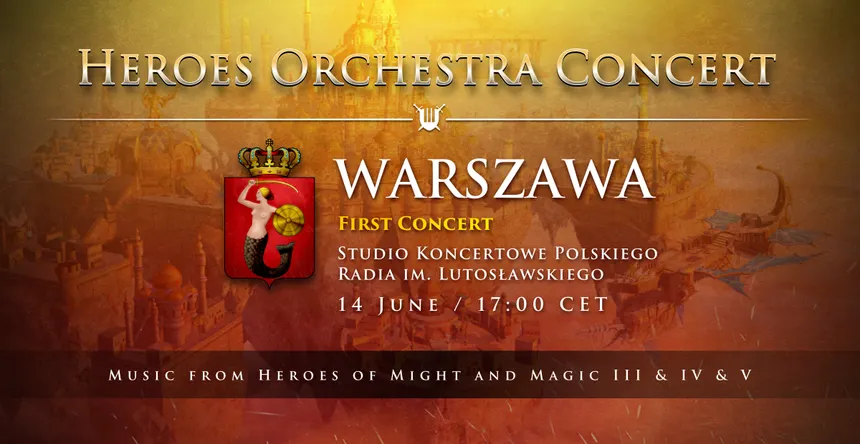 Heroes Orchestra Concert
WARSZAWA
First Concert
Studio Koncertowe Polskiego
Radia im. Lutosławskiego
14 June / 17:00 CET
Music from Heroes of Might and Magic III & IV & V